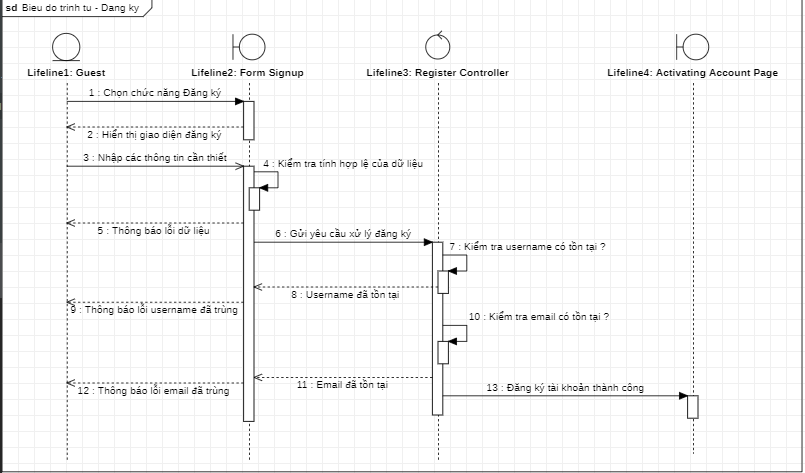 sd Bieu do trinh tu - Dang ky
Lifeline1: Guest
Lifeline2: Form Signup
Lifeline3: Register Controller
Lifeline4: Activating Account Page
1 : Chọn chức năng Đăng ký
2 : Hiển thị giao diện đăng ký
3 : Nhập các thông tin cần thiết
4 : Kiểm tra tính hợp lệ của dữ liệu
5 : Thông báo lỗi dữ liệu
6 : Gửi yêu cầu xử lý đăng ký
7 : Kiểm tra username có tồn tại ?
8 : Username đã tồn tại
9 : Thông báo lỗi username đã trùng
10 : Kiểm tra email có tồn tại ?
11 : Email đã tồn tại
12 : Thông báo lỗi email đã trùng
13 : Đăng ký tài khoản thành công